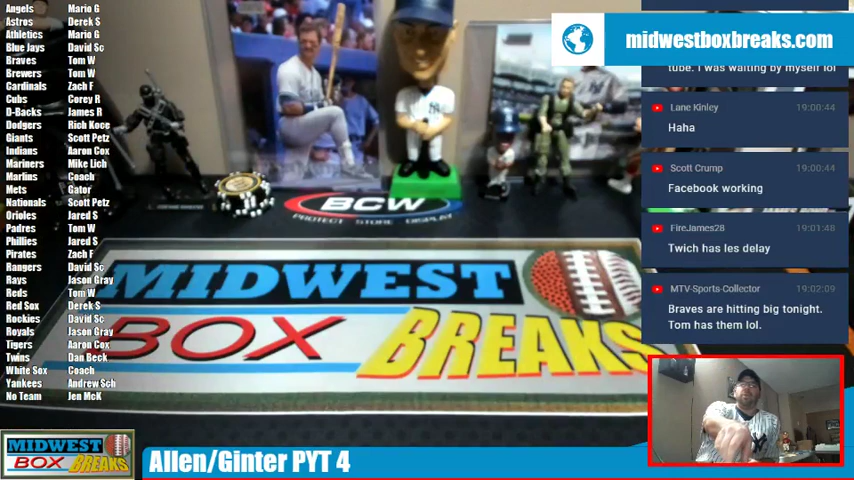 Angels Mario G
Astros Derek S
Athletics Mario G
Blue Jays David Sc
Braves Tom W
Brewers Tom W
Cardinals Zach F
Cubs Corey R
D-Backs James R
Dodgers Rich Koce
Giants Scott Petz
Indians Aaron Cox
Mariners Mike Lich
Marlins Coach
Mets Gator
Nationals Scott Petz
Orioles Jared S
Padres Tom W
Phillies Jared S
Pirates Zach F
Rangers David Sc
Rays Jason Gray
Reds Tom W
Red Sox Derek S
Rockies David Sc
Royals Jason Gray
Tigers Aaron Cox
Twins Dan Beck
White Sox Coach
Yankees Andrew Sch
No Team Jen McK
midwestboxbreaks.com
tube. I was waiting by myself lol
Lane Kinley 19:00:44
Haha
Scott Crump 19:00:44
Facebook working
FireJames28 19:01:48
Twich has les delay
MTV-Sports-Collector 19:02:09
Braves are hitting big tonight.
Tom has them lol.
BCW
PROTECT STORE DISPLAY
MIDWEST
BOX BREAKS
MIDWEST
BOX BREAKS
Allen/Ginter PYT 4